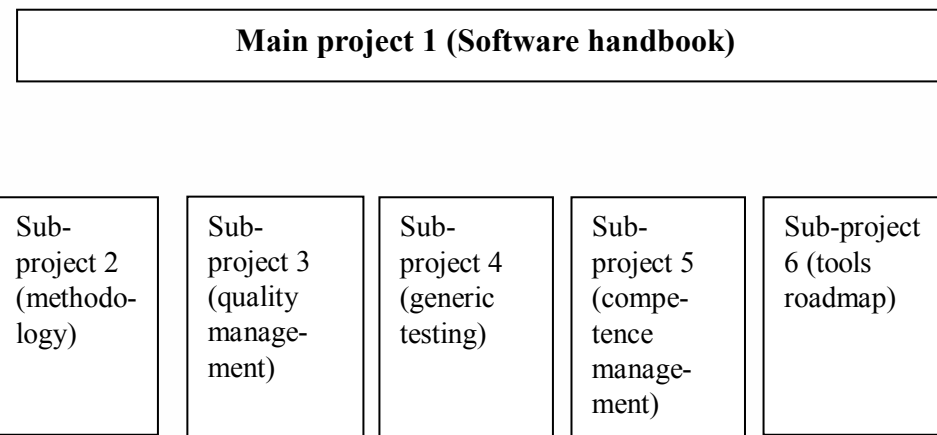 Main project 1 (Software handbook)
Sub-
project 2
(methodo-
logy)
Sub-
project 3
(quality
manage-
ment)
Sub-
project 4
(generic
testing)
Sub-
project 5
(compe-
tence
manage-
ment)
Sub-project
6 (tools
roadmap)